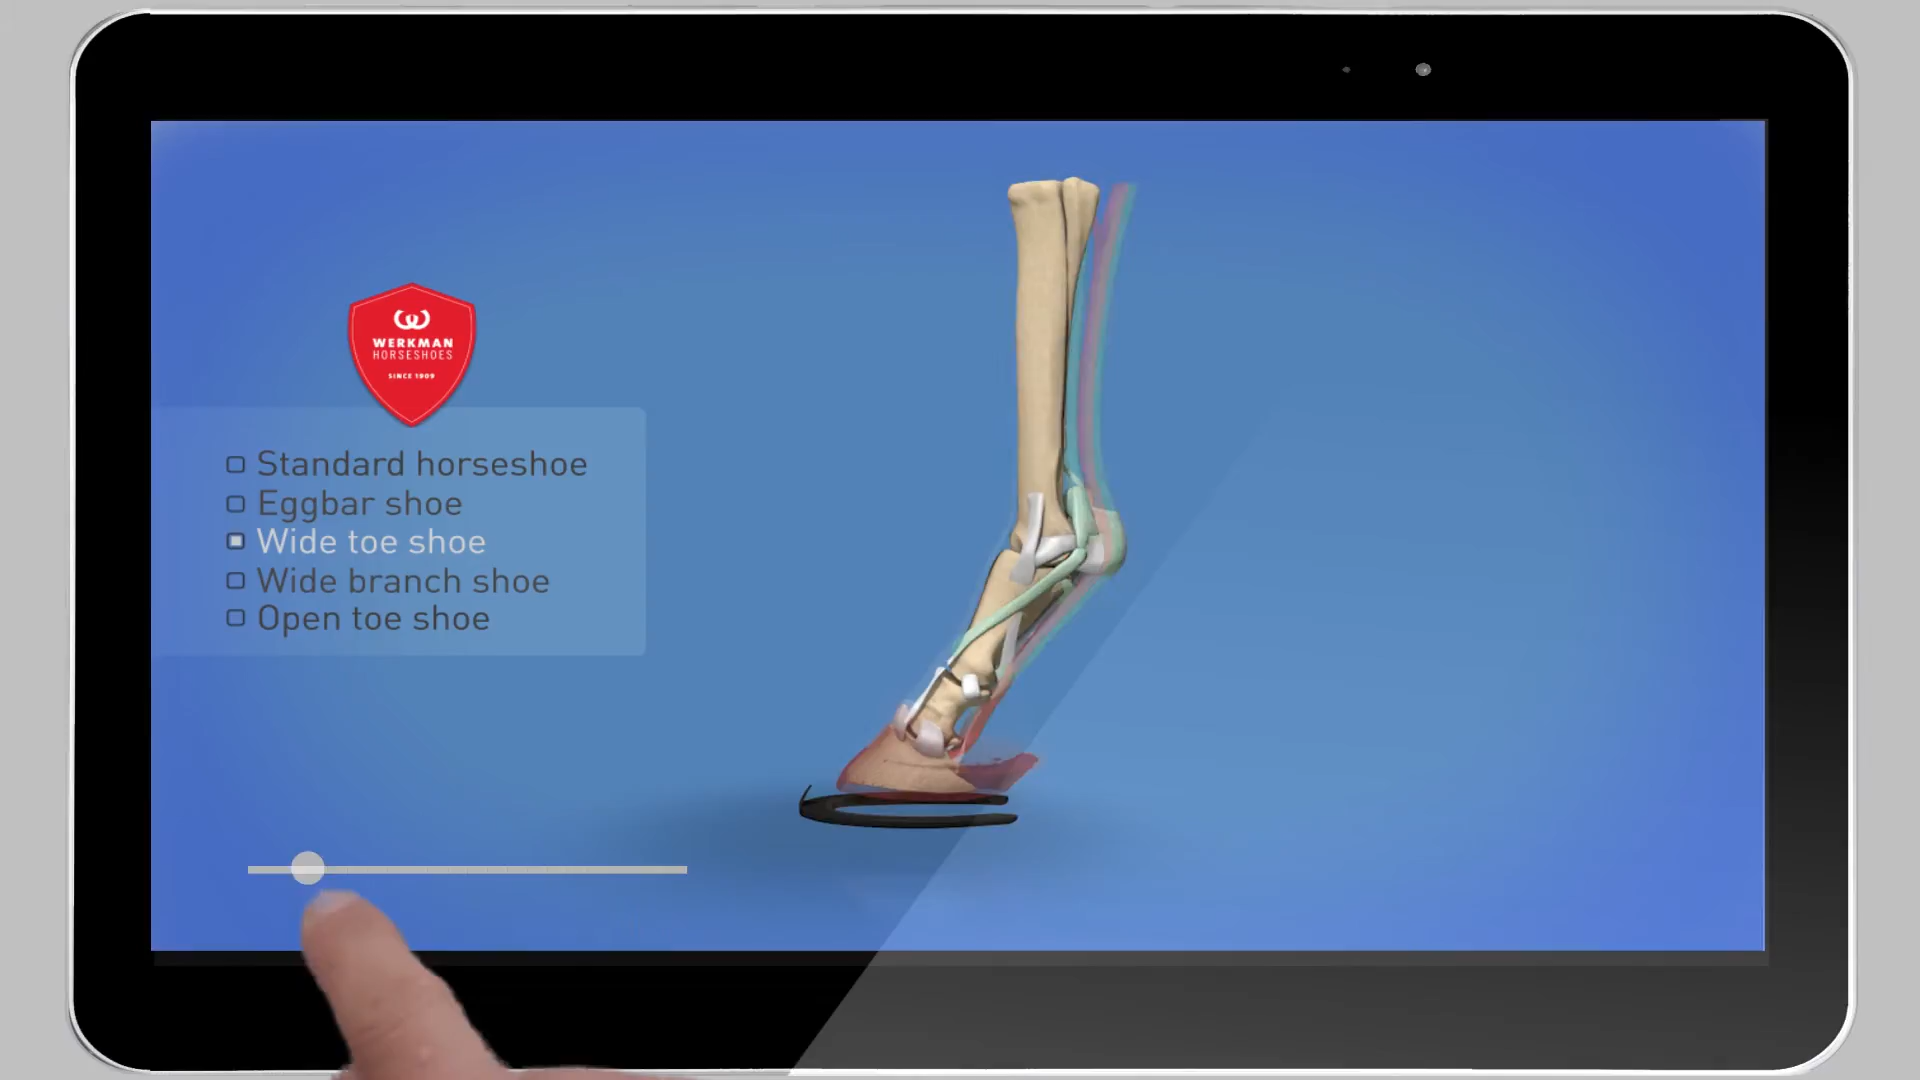 WERKMAN
HORSESHOES
SINCE 1909
Standard horseshoe
Eggbar shoe
Wide toe shoe
Wide branch shoe
Open toe shoe